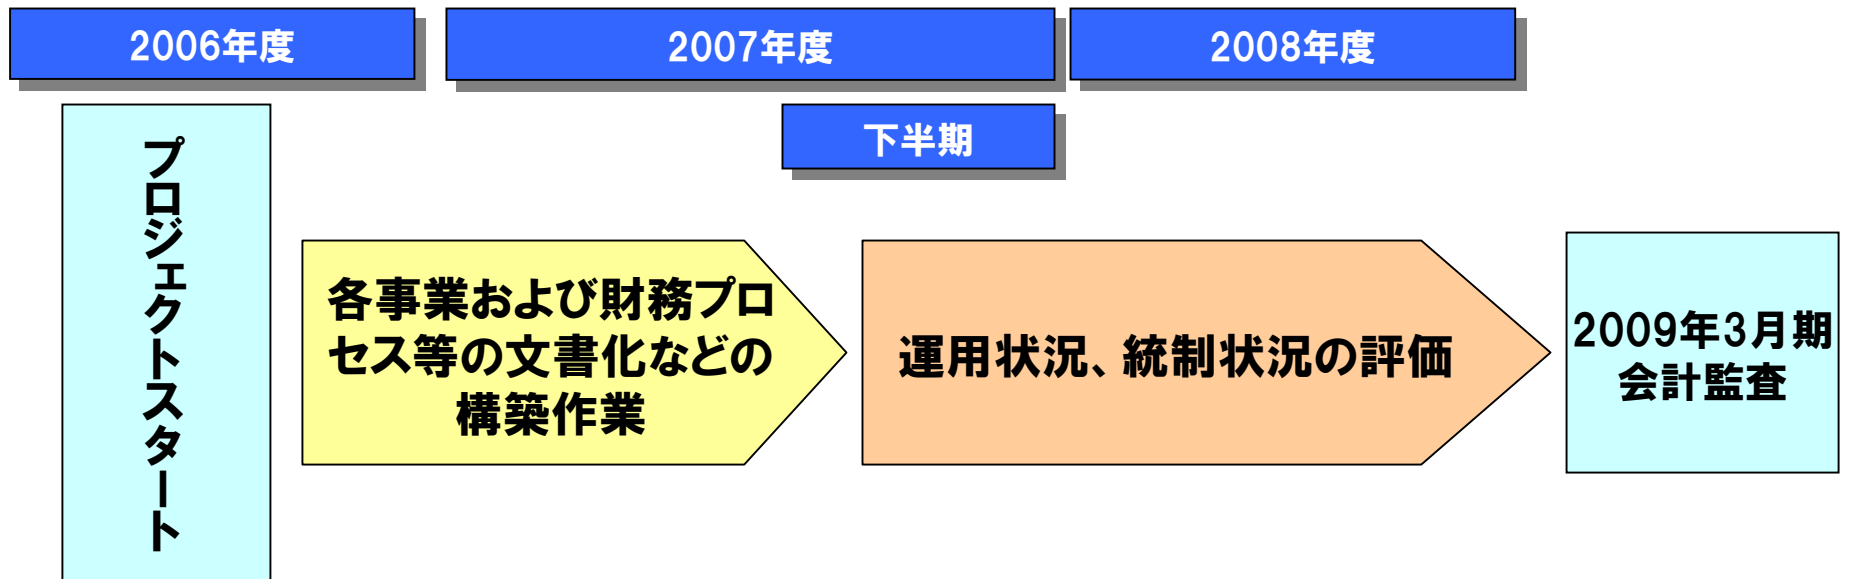 2006年度
2007年度
2008年度
下半期
プロジェクトスタート
各事業および財務プロ
セス等の文書化などの
構築作業
運用状況、統制状況の評価
2009年3月期
会計監査